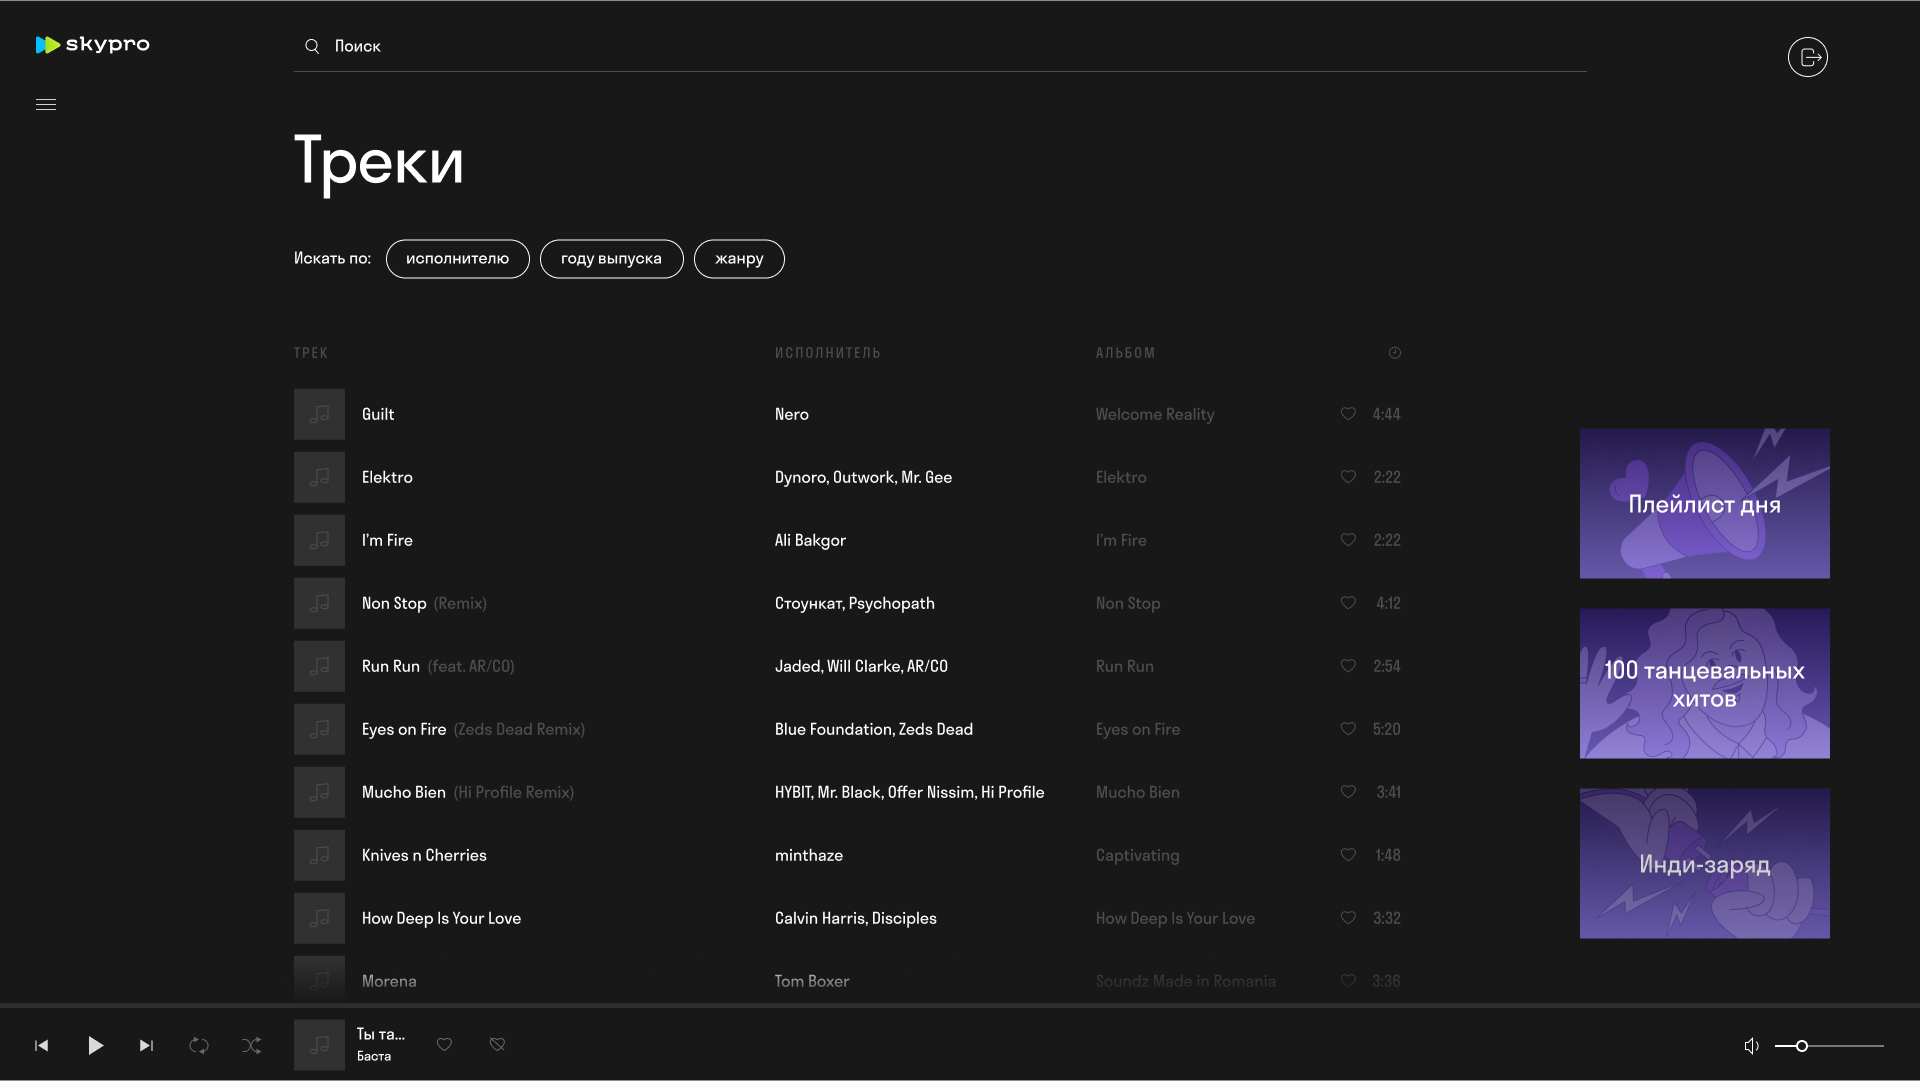 skypro
Поиск
Треки
Искать по: исполнителю году выпуска жанру
ТРЕК ИСПОЛНИТЕЛЬ АЛЬБОМ
Guilt Nero Welcome Reality 4:44
Elektro Dynoro, Outwork, Mr. Gee Elektro 2:22
I'm Fire Ali Bakgor I'm Fire 2:22
Non Stop (Remix) Стоункат, Psychopath Non Stop 4:12
Run Run (feat. AR/CO) Jaded, Will Clarke, AR/CO Run Run 2:54
Eyes on Fire (Zeds Dead Remix) Blue Foundation, Zeds Dead Eyes on Fire 5:20
Mucho Bien (Hi Profile Remix) HYBIT, Mr. Black, Offer Nissim, Hi Profile Mucho Bien 3:41
Knives n Cherries minthaze Captivating 1:48
How Deep Is Your Love Calvin Harris, Disciples How Deep Is Your Love 3:32
Morena Tom Boxer Soundz Made in Romania 3:36
Плейлист дня
100 танцевальных
хитов
Инди-заряд
Ты та...
Баста